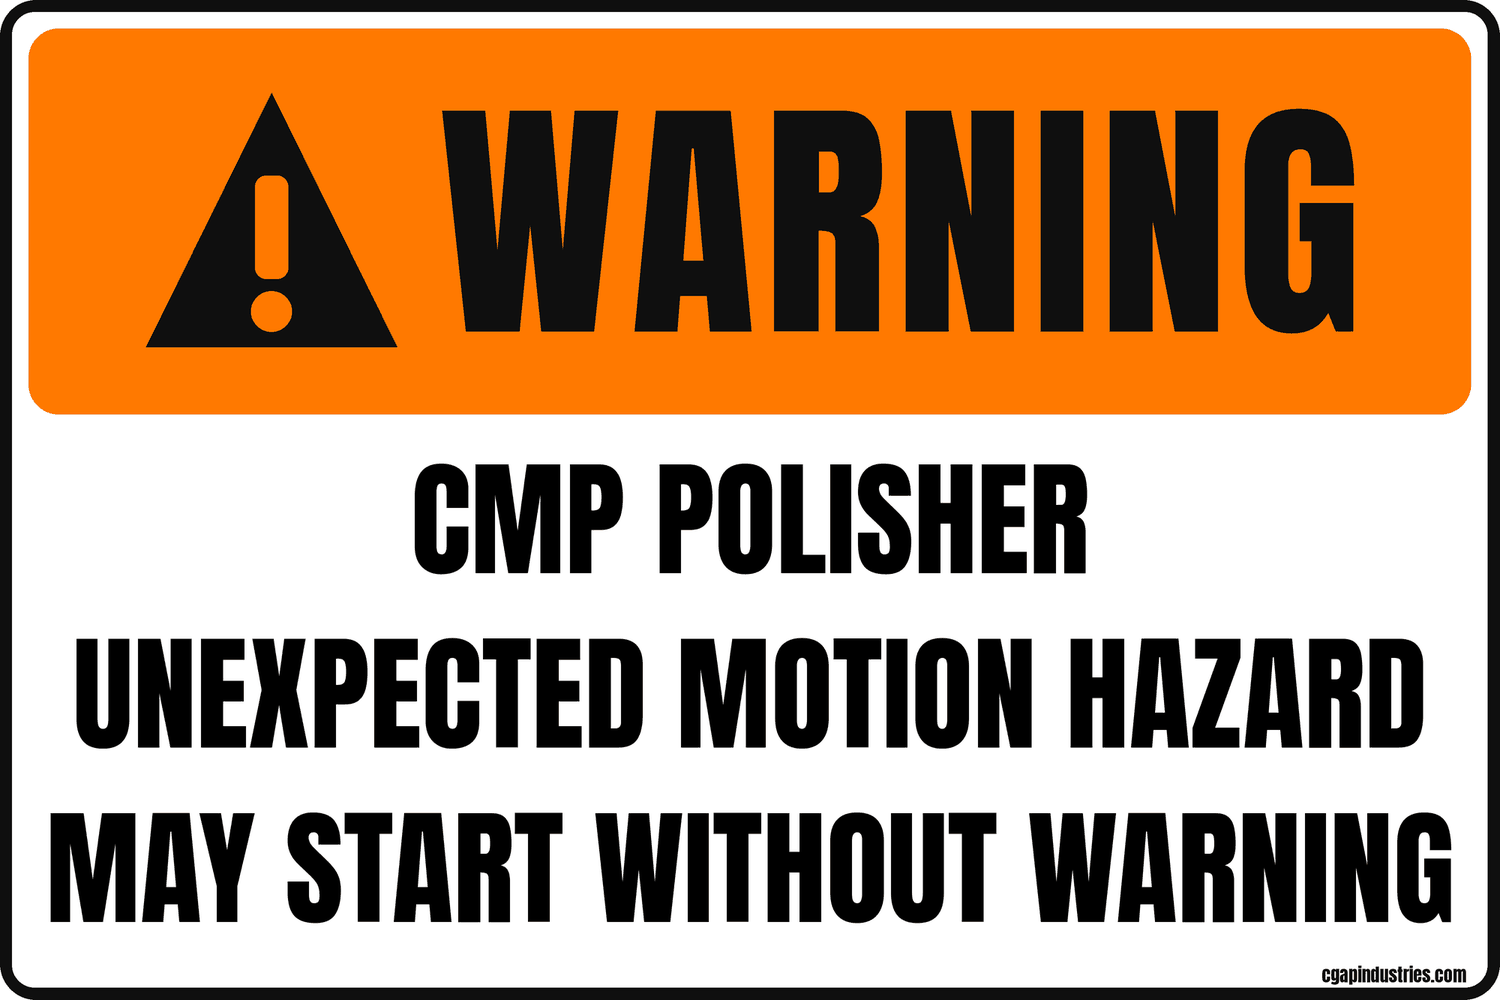 WARNING
CMP POLISHER
UNEXPECTED MOTION HAZARD
MAY START WITHOUT WARNING
cgapindustries.com